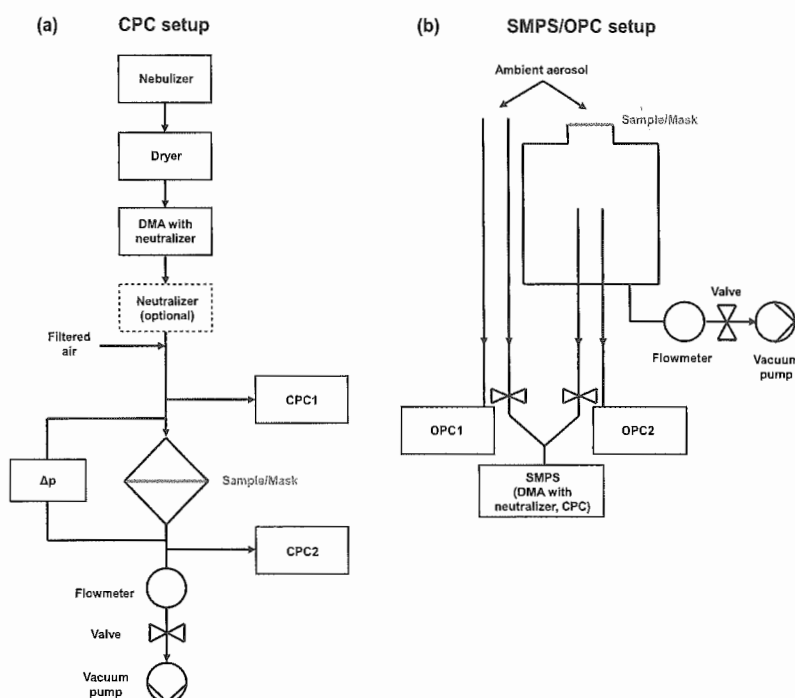 (a) CPC setup
Nebulizer
Dryer
DMA with
neutralizer
Neutralizer
(optional)
Filtered
air
CPC1
Δp
Sample/Mask
CPC2
Flowmeter
Valve
Vacuum
pump
(b) SMPS/OPC setup
Ambient aerosol
Sample/Mask
Valve
Flowmeter
Vacuum
pump
OPC1
OPC2
SMPS
(DMA with
neutralizer, CPC)